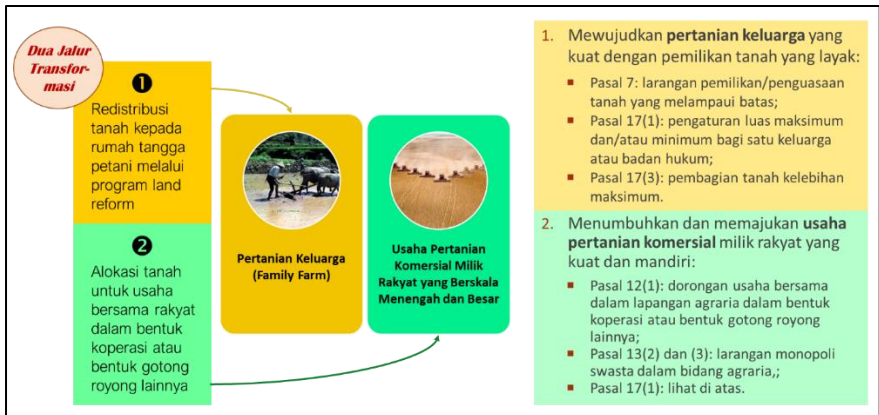 Dua Jalur
Transfor-
masi
❶
Redistribusi
tanah kepada
rumah tangga
petani melalui
program land
reform
❷
Alokasi tanah
untuk usaha
bersama rakyat
dalam bentuk
koperasi atau
bentuk gotong
royong lainnya
Pertanian Keluarga
(Family Farm)
Usaha Pertanian
Komersial Milik
Rakyat yang Berskala
Menengah dan Besar
1. Mewujudkan pertanian keluarga yang
kuat dengan pemilikan tanah yang layak:
▪ Pasal 7: larangan pemilikan/penguasaan
tanah yang melampaui batas;
▪ Pasal 17(1): pengaturan luas maksimum
dan/atau minimum bagi satu keluarga
atau badan hukum;
▪ Pasal 17(3): pembagian tanah kelebihan
maksimum.
2. Menumbuhkan dan memajukan usaha
pertanian komersial milik rakyat yang
kuat dan mandiri:
▪ Pasal 12(1): dorongan usaha bersama
dalam lapangan agraria dalam bentuk
koperasi atau bentuk gotong royong
lainnya;
▪ Pasal 13(2) dan (3): larangan monopoli
swasta dalam bidang agraria,;
▪ Pasal 17(1): lihat di atas.